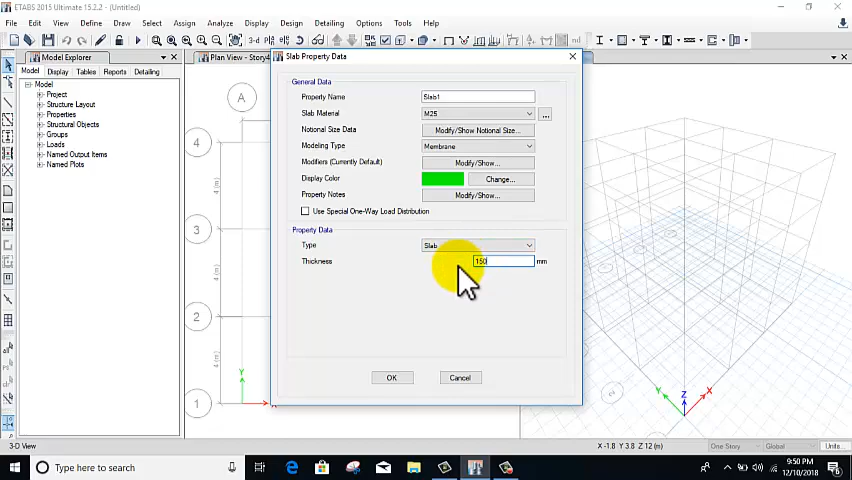 ETABS 2015 Ultimate 15.2.2 - (Untitled)
File Edit View Define Draw Select Assign Analyze Display Design Detailing Options Tools Help
Model Explorer
Plan View - Story4
Model Display Tables Reports Detailing
Model
Project
Structure Layout
Properties
Structural Objects
Groups
Loads
Named Output Items
Named Plots
Slab Property Data
General Data
Property Name Slab1
Slab Material M25 ...
Notional Size Data Modify/Show Notional Size...
Modeling Type Membrane
Modifiers (Currently Default) Modify/Show...
Display Color Change...
Property Notes Modify/Show...
Use Special One-Way Load Distribution
Property Data
Type Slab
Thickness 150 mm
OK Cancel
A
4
4 (m)
3
4 (m)
2
4 (m)
1
Y
X
Y Z X
3-D View
X -1.8 Y 3.8 Z 12 (m) One Story Global Units...
Type here to search
9:50 PM
12/10/2018